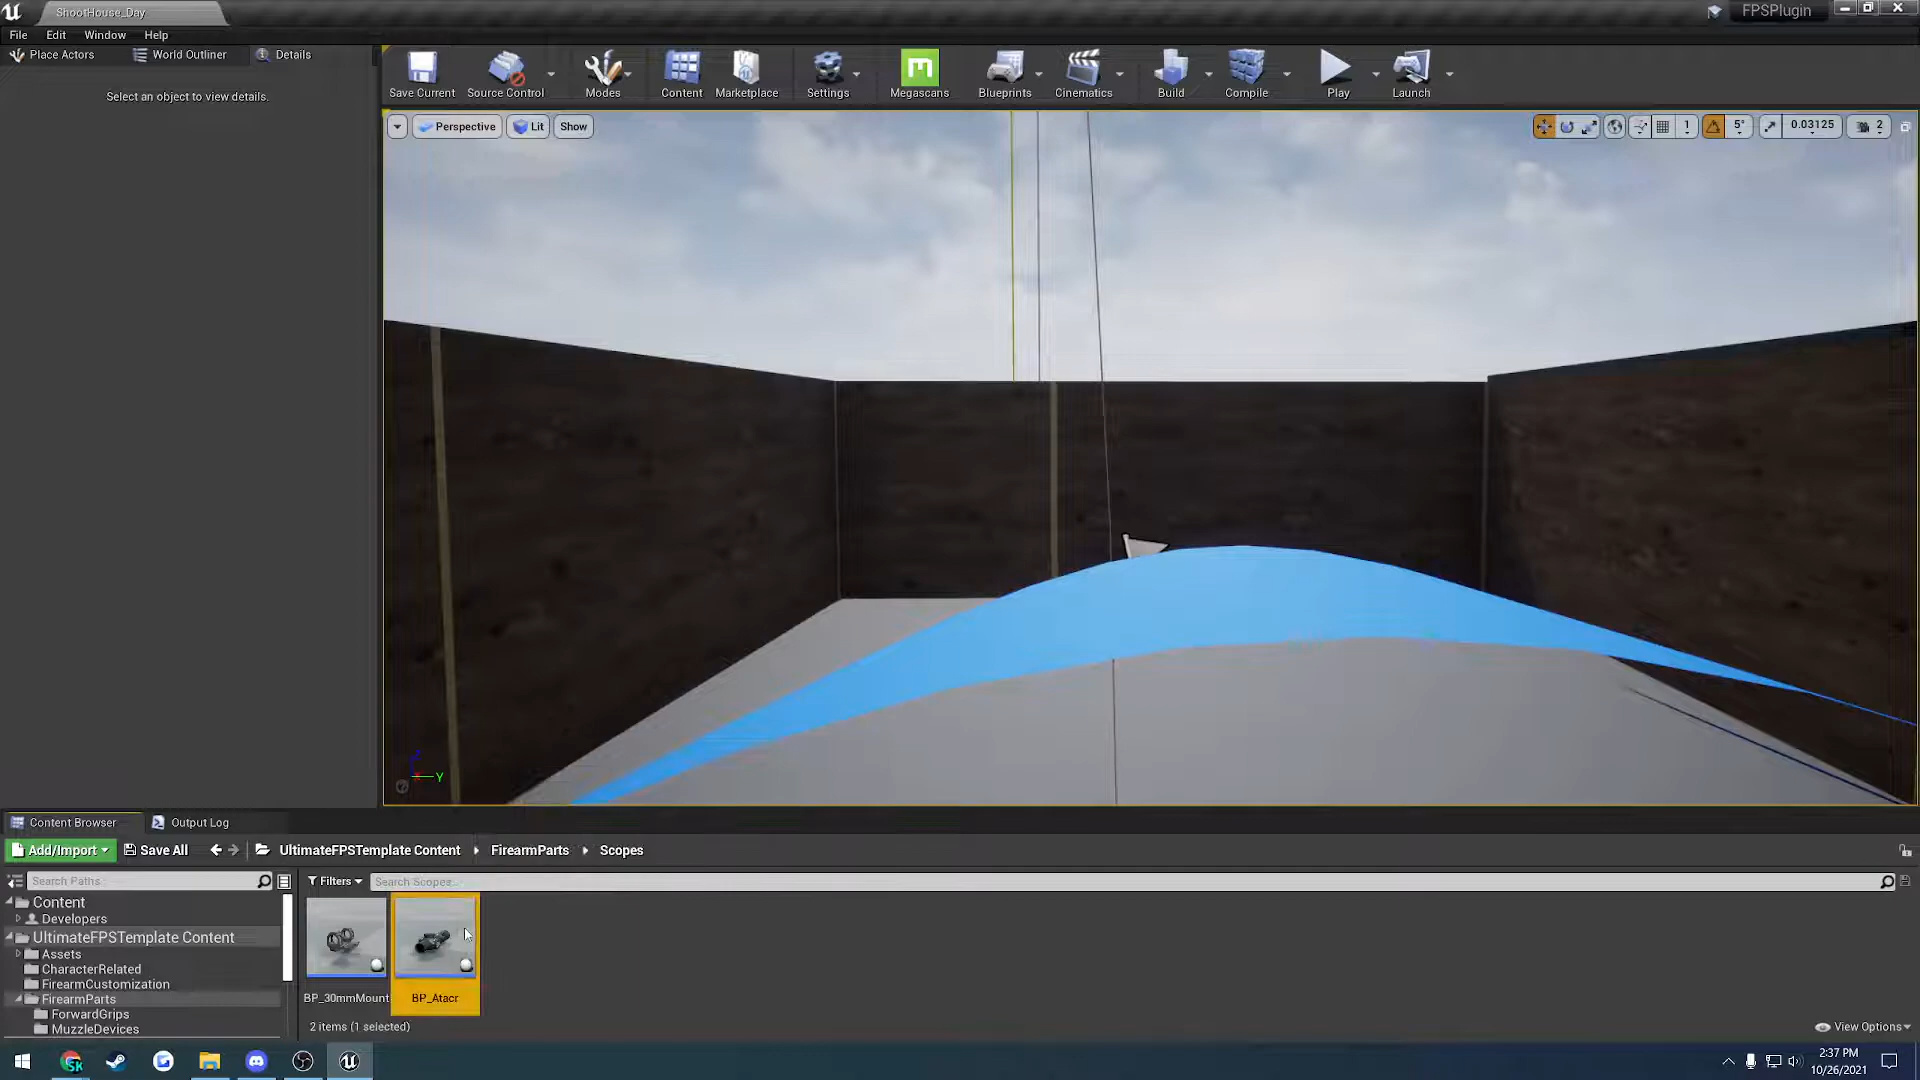 ShootHouse_Day
FPSPlugin
File Edit Window Help
Place Actors World Outliner Details
Select an object to view details.
Save Current Source Control Modes Content Marketplace Settings Megascans Blueprints Cinematics Build Compile Play Launch
Perspective Lit Show
1 5° 0.03125 2
Y
Content Browser Output Log
Add/Import Save All UltimateFPSTemplate Content FirearmParts Scopes
Search Paths Filters Search Scopes
Content
Developers
UltimateFPSTemplate Content
Assets
CharacterRelated
FirearmCustomization
FirearmParts
ForwardGrips
MuzzleDevices
BP_30mmMount BP_Atacr
2 items (1 selected)
View Options
2:37 PM
10/26/2021